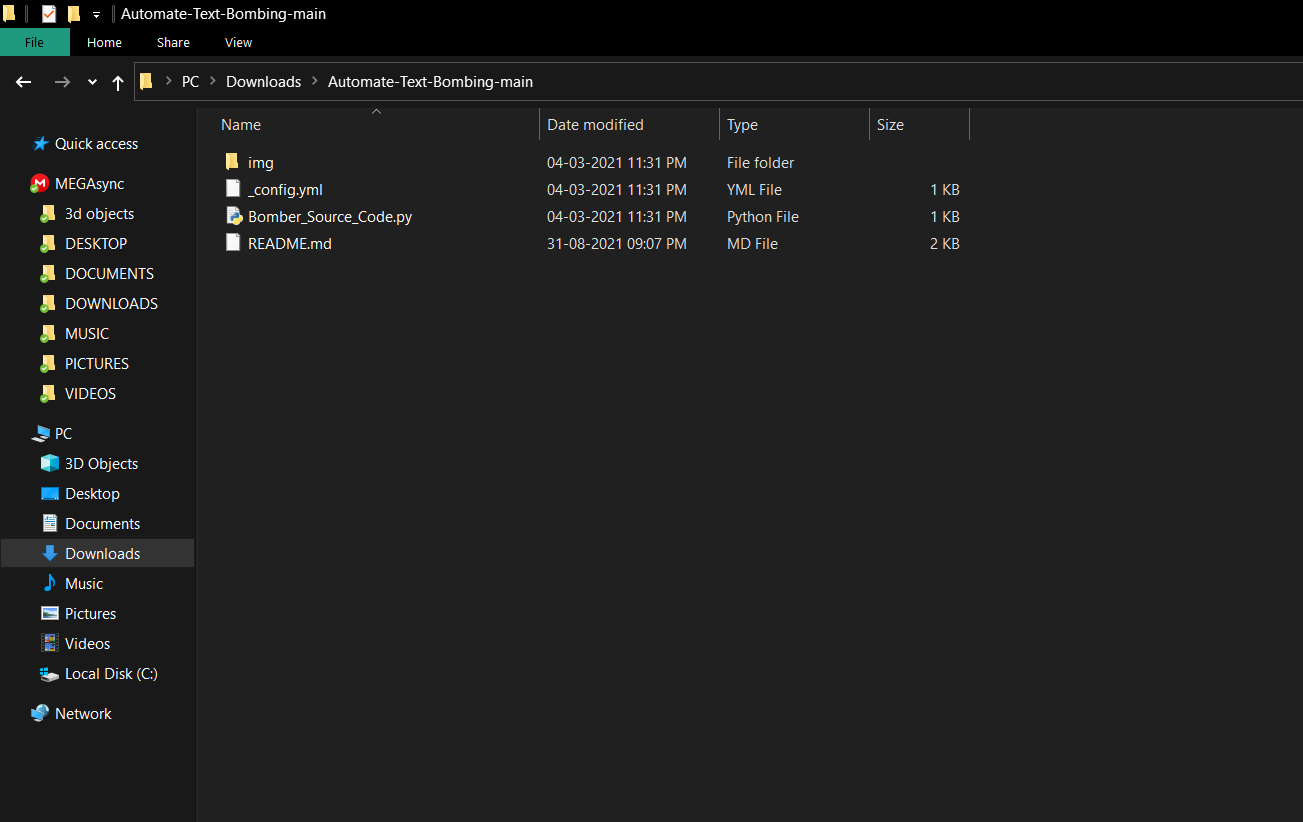 Automate-Text-Bombing-main
File Home Share View
PC Downloads Automate-Text-Bombing-main
Name Date modified Type Size
img 04-03-2021 11:31 PM File folder
_config.yml 04-03-2021 11:31 PM YML File 1 KB
Bomber_Source_Code.py 04-03-2021 11:31 PM Python File 1 KB
README.md 31-08-2021 09:07 PM MD File 2 KB
Quick access
MEGAsync
3d objects
DESKTOP
DOCUMENTS
DOWNLOADS
MUSIC
PICTURES
VIDEOS
PC
3D Objects
Desktop
Documents
Downloads
Music
Pictures
Videos
Local Disk (C:)
Network